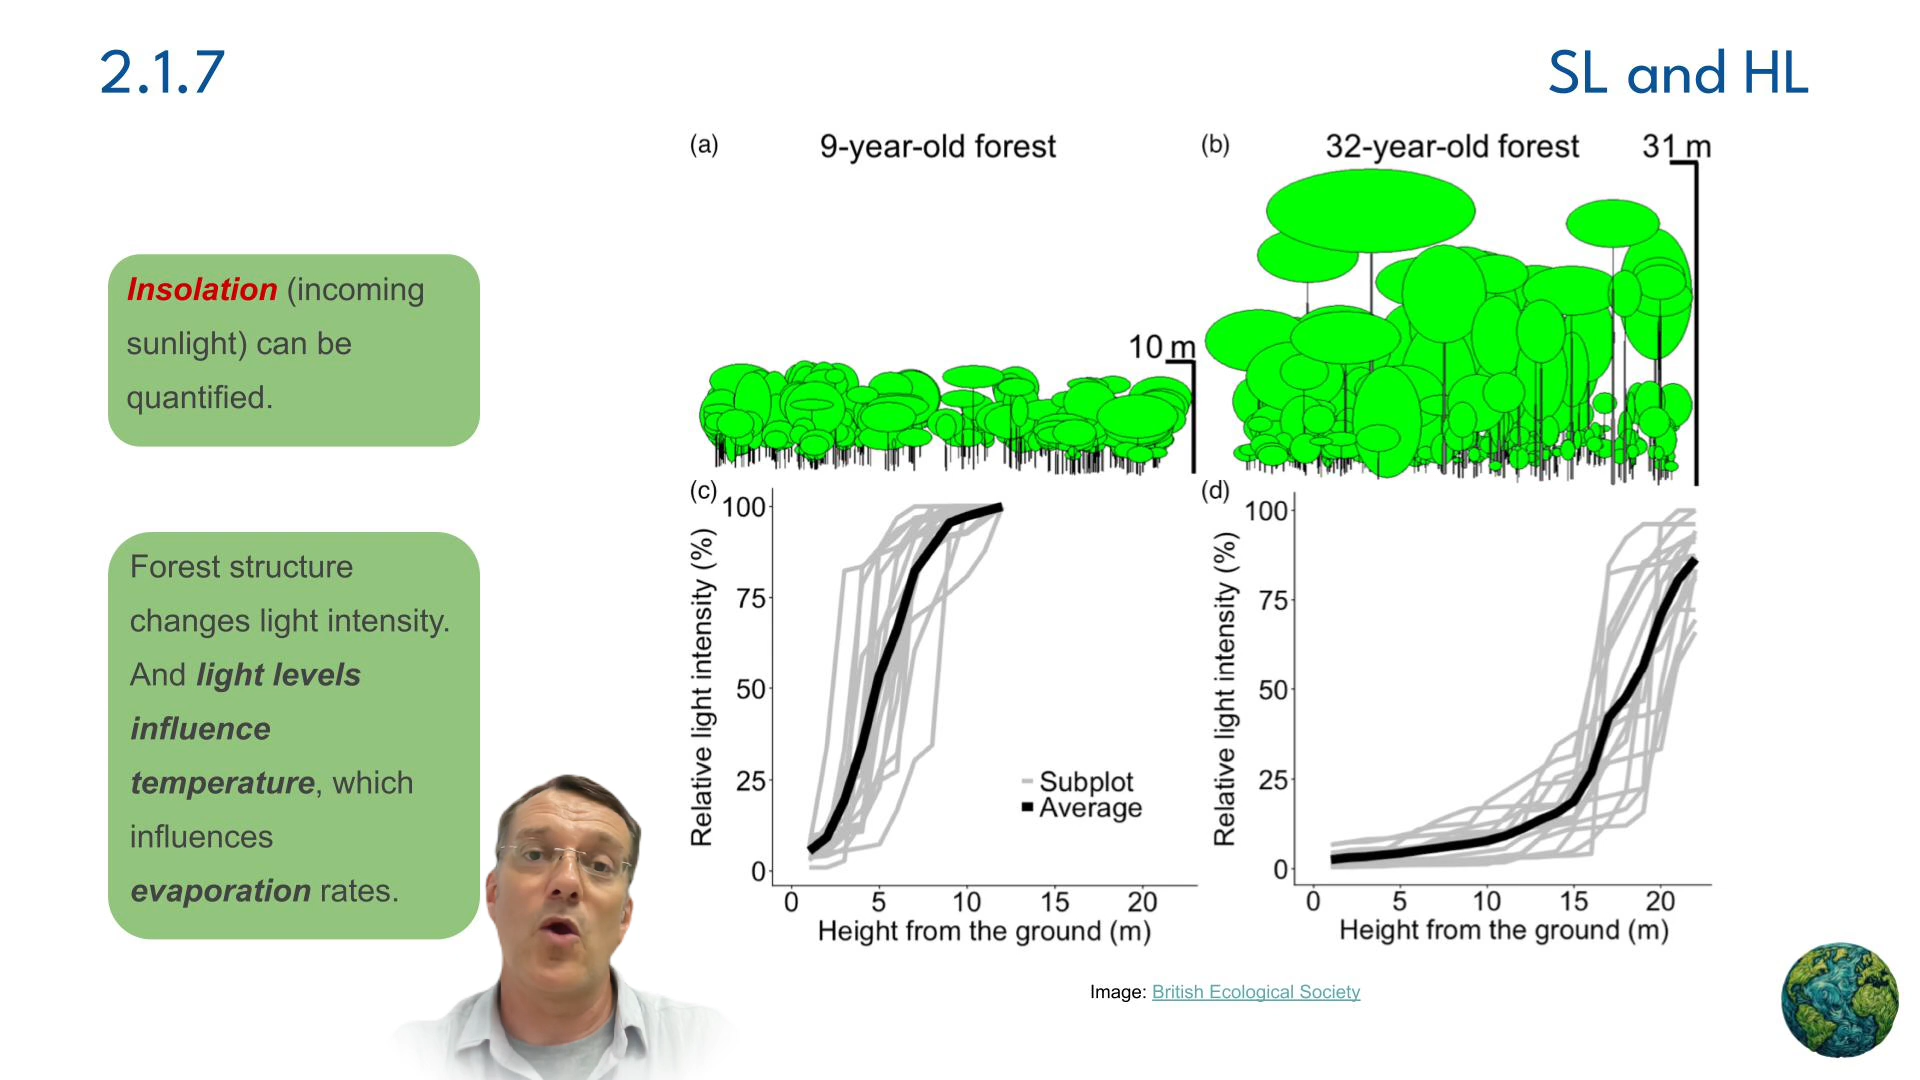 2.1.7
SL and HL
Insolation (incoming
sunlight) can be
quantified.
Forest structure
changes light intensity.
And light levels
influence
temperature, which
influences
evaporation rates.
(a)
9-year-old forest
10 m
(b)
32-year-old forest
31 m
(c)
Relative light intensity (%)
100
75
50
25
0
0 5 10 15 20
Height from the ground (m)
Subplot
Average
(d)
Relative light intensity (%)
100
75
50
25
0
0 5 10 15 20
Height from the ground (m)
Image: British Ecological Society